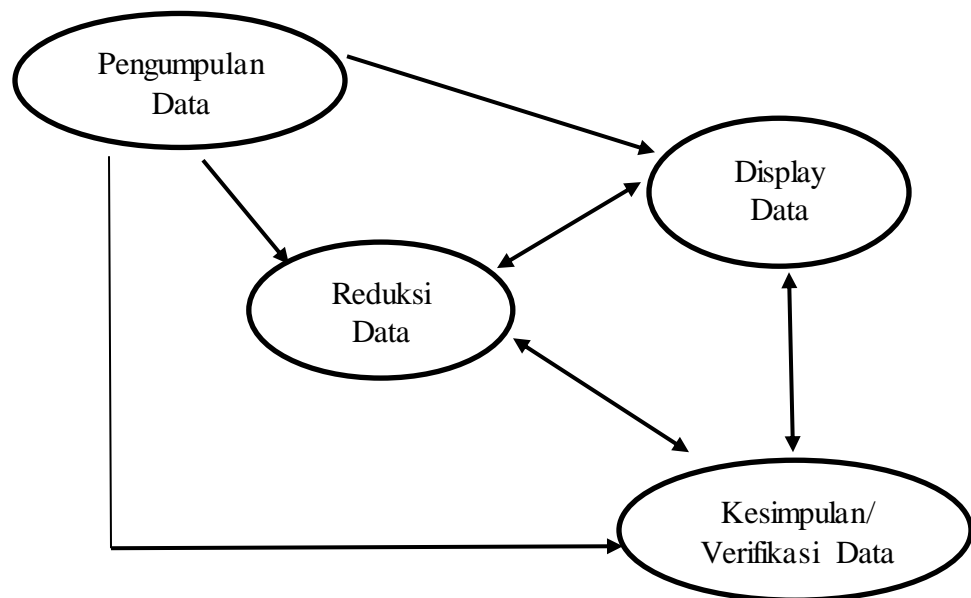 Pengumpulan
Data
Display
Data
Reduksi
Data
Kesimpulan/
Verifikasi Data